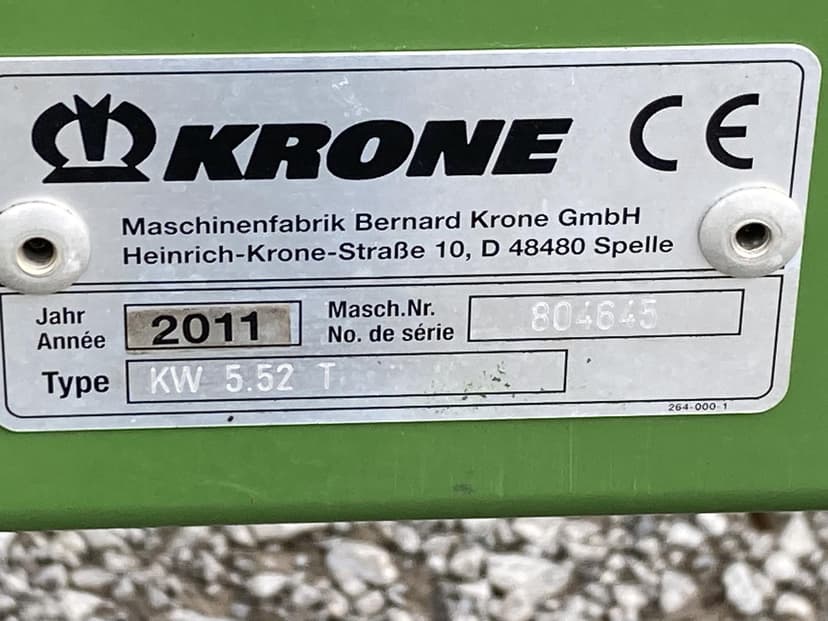 KRONE CE
Maschinenfabrik Bernard Krone GmbH
Heinrich-Krone-Straße 10, D 48480 Spelle
Jahr
Année
2011
Masch.Nr.
No. de série
804645
Type KW 5.52 T
264-000-1